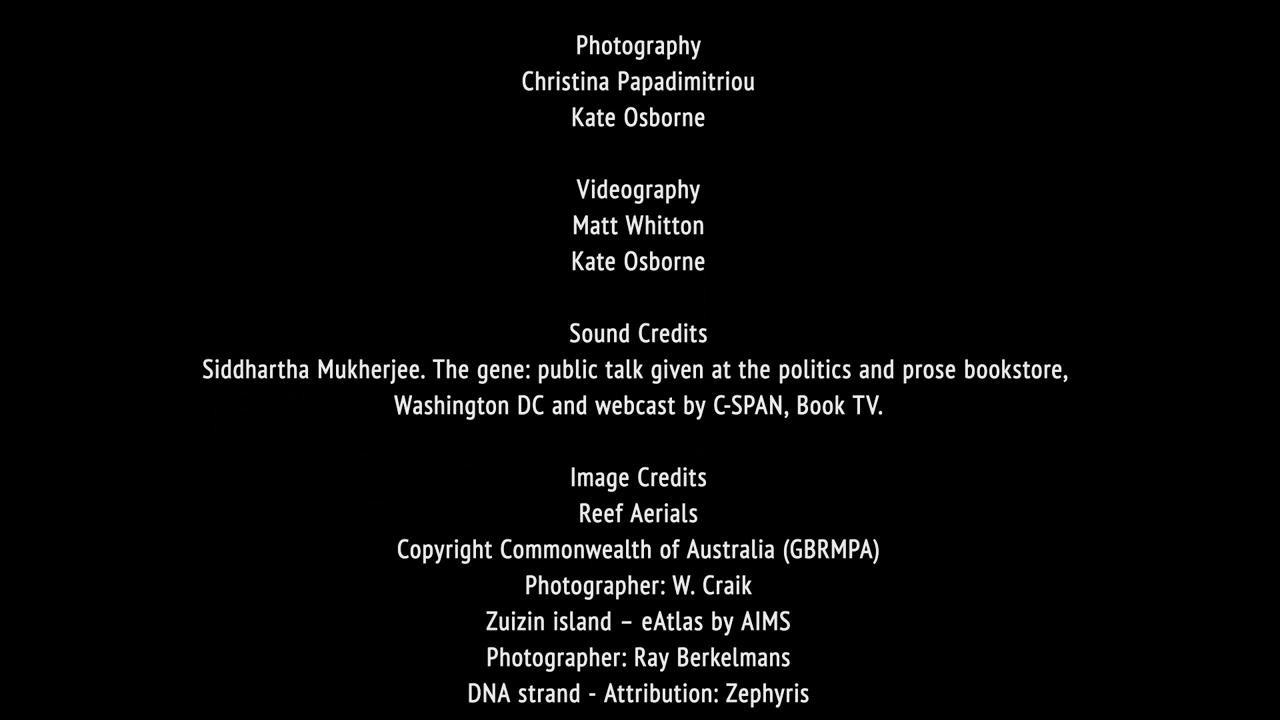 Photography
Christina Papadimitriou
Kate Osborne
Videography
Matt Whitton
Kate Osborne
Sound Credits
Siddhartha Mukherjee. The gene: public talk given at the politics and prose bookstore,
Washington DC and webcast by C-SPAN, Book TV.
Image Credits
Reef Aerials
Copyright Commonwealth of Australia (GBRMPA)
Photographer: W. Craik
Zuizin island – eAtlas by AIMS
Photographer: Ray Berkelmans
DNA strand - Attribution: Zephyris